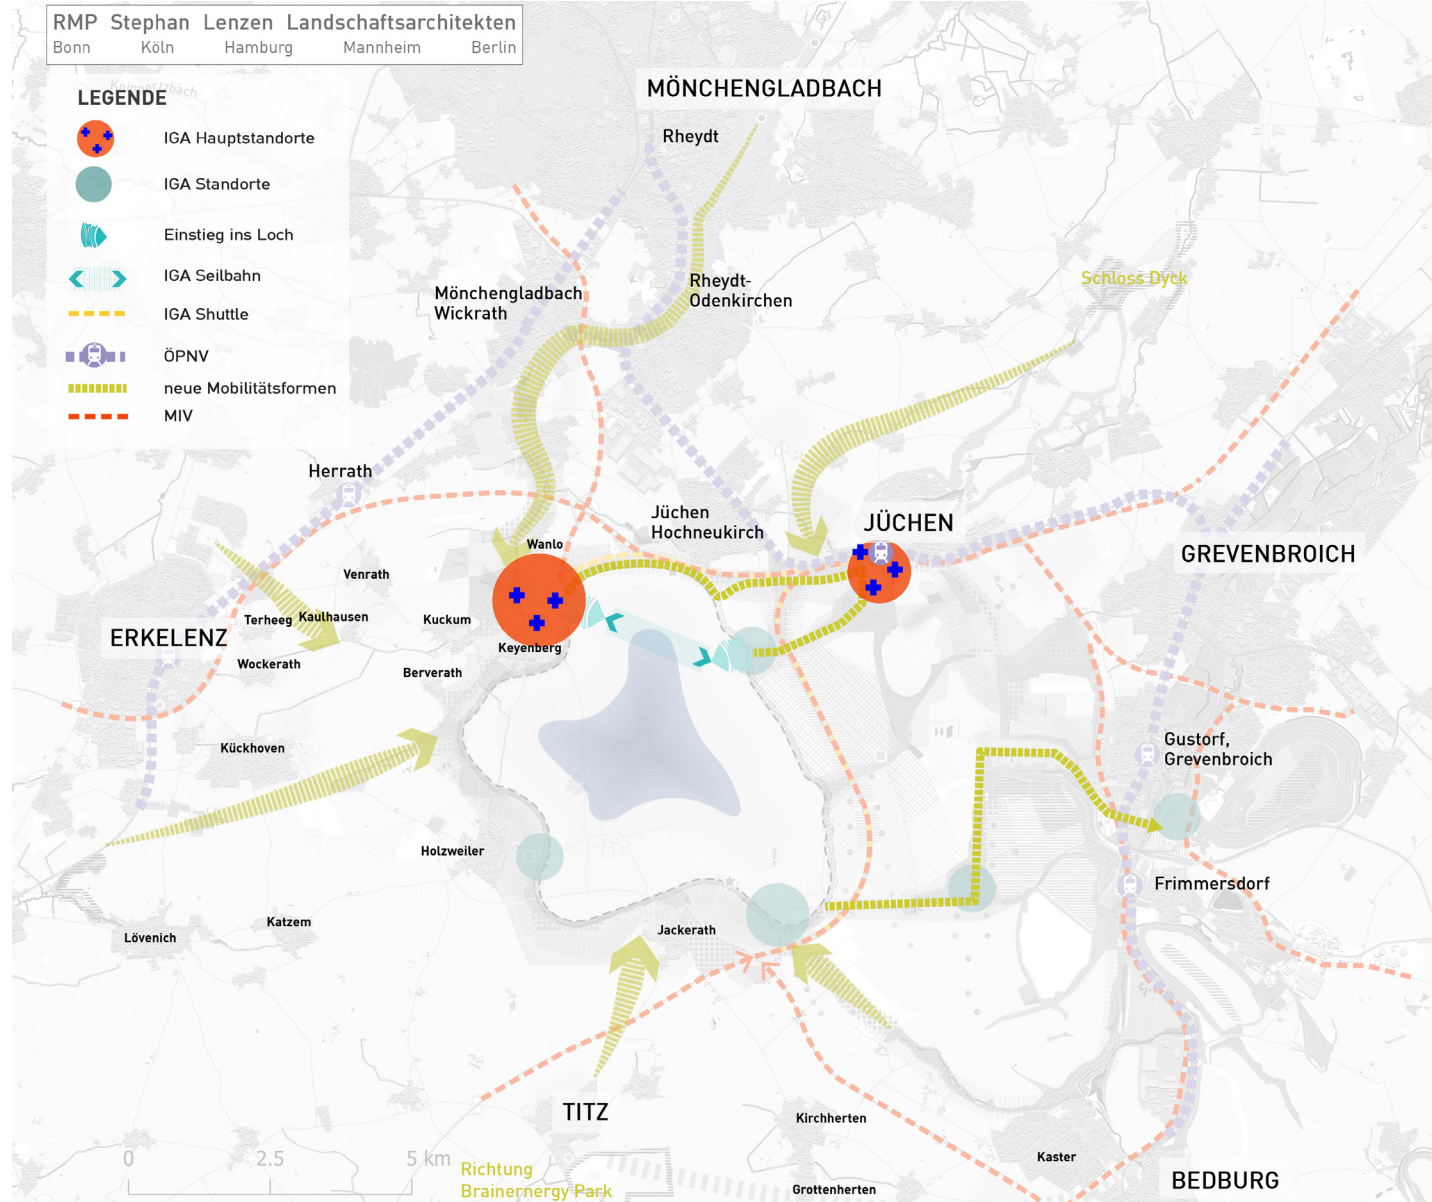 RMP Stephan Lenzen Landschaftsarchitekten
Bonn Köln Hamburg Mannheim Berlin
LEGENDE
IGA Hauptstandorte
IGA Standorte
Einstieg ins Loch
IGA Seilbahn
IGA Shuttle
ÖPNV
neue Mobilitätsformen
MIV
MÖNCHENGLADBACH
Rheydt
Schloss Dyck
Rheydt-
Odenkirchen
Mönchengladbach
Wickrath
Herrath
Jüchen
Hochneukirch
JÜCHEN
GREVENBROICH
Wanlo
Venrath
Terheeg
Kaulhausen
Kuckum
ERKELENZ
Keyenberg
Wockerath
Berverath
Kückhoven
Gustorf,
Grevenbroich
Holzweiler
Frimmersdorf
Katzem
Lövenich
Jackerath
TITZ
Kirchherten
Kaster
0 2.5 5 km
Richtung
Brainernergy Park
BEDBURG
Grottenherten